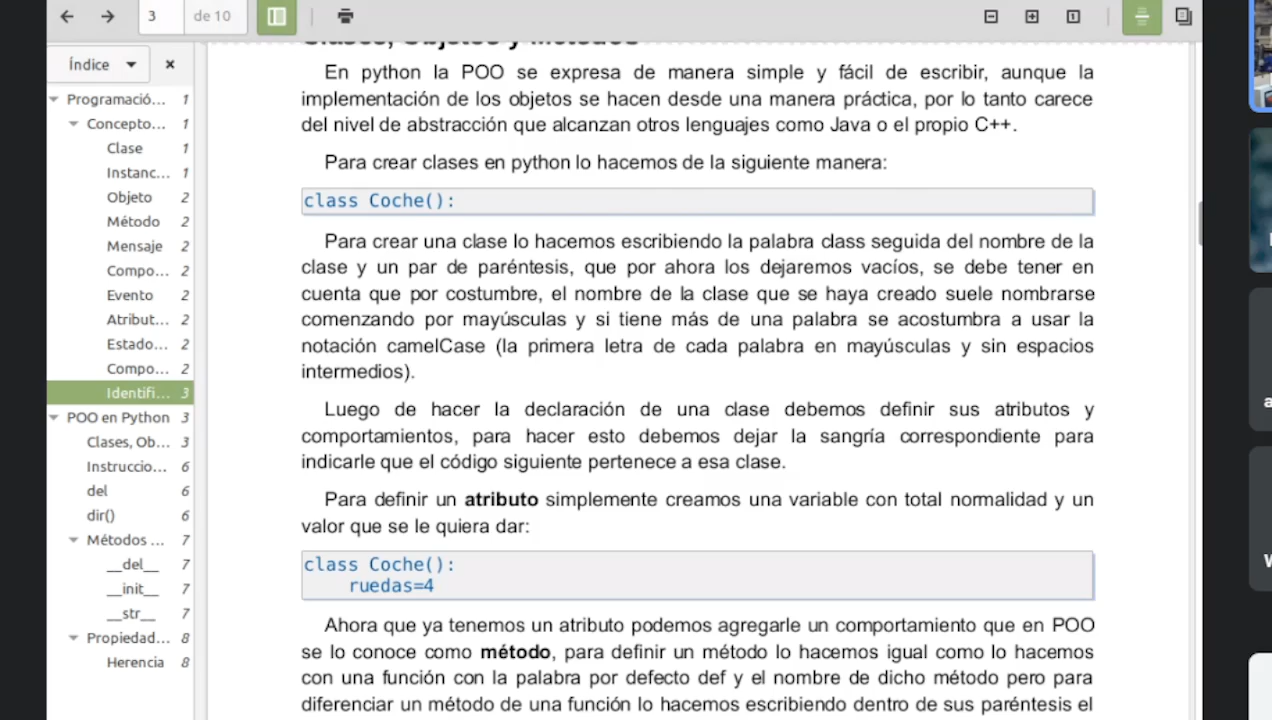 3
de 10
Índice
Programació... 1
Concepto... 1
Clase 1
Instanc... 1
Objeto 2
Método 2
Mensaje 2
Compo... 2
Evento 2
Atribut... 2
Estado... 2
Compo... 2
Identifi... 3
POO en Python 3
Clases, Ob... 3
Instruccio... 6
del 6
dir() 6
Métodos ... 7
__del__ 7
__init__ 7
__str__ 7
Propiedad... 8
Herencia 8
Clases, Objetos y Métodos
En python la POO se expresa de manera simple y fácil de escribir, aunque la
implementación de los objetos se hacen desde una manera práctica, por lo tanto carece
del nivel de abstracción que alcanzan otros lenguajes como Java o el propio C++.
Para crear clases en python lo hacemos de la siguiente manera:
class Coche():
Para crear una clase lo hacemos escribiendo la palabra class seguida del nombre de la
clase y un par de paréntesis, que por ahora los dejaremos vacíos, se debe tener en
cuenta que por costumbre, el nombre de la clase que se haya creado suele nombrarse
comenzando por mayúsculas y si tiene más de una palabra se acostumbra a usar la
notación camelCase (la primera letra de cada palabra en mayúsculas y sin espacios
intermedios).
Luego de hacer la declaración de una clase debemos definir sus atributos y
comportamientos, para hacer esto debemos dejar la sangría correspondiente para
indicarle que el código siguiente pertenece a esa clase.
Para definir un atributo simplemente creamos una variable con total normalidad y un
valor que se le quiera dar:
class Coche():
ruedas=4
Ahora que ya tenemos un atributo podemos agregarle un comportamiento que en POO
se lo conoce como método, para definir un método lo hacemos igual como lo hacemos
con una función con la palabra por defecto def y el nombre de dicho método pero para
diferenciar un método de una función lo hacemos escribiendo dentro de sus paréntesis el